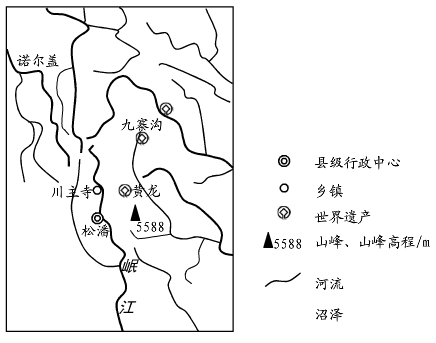 诺尔盖
九寨沟
川主寺
黄龙
5588
松潘
岷
江
县级行政中心
乡镇
世界遗产
5588 山峰、山峰高程/m
河流
沼泽